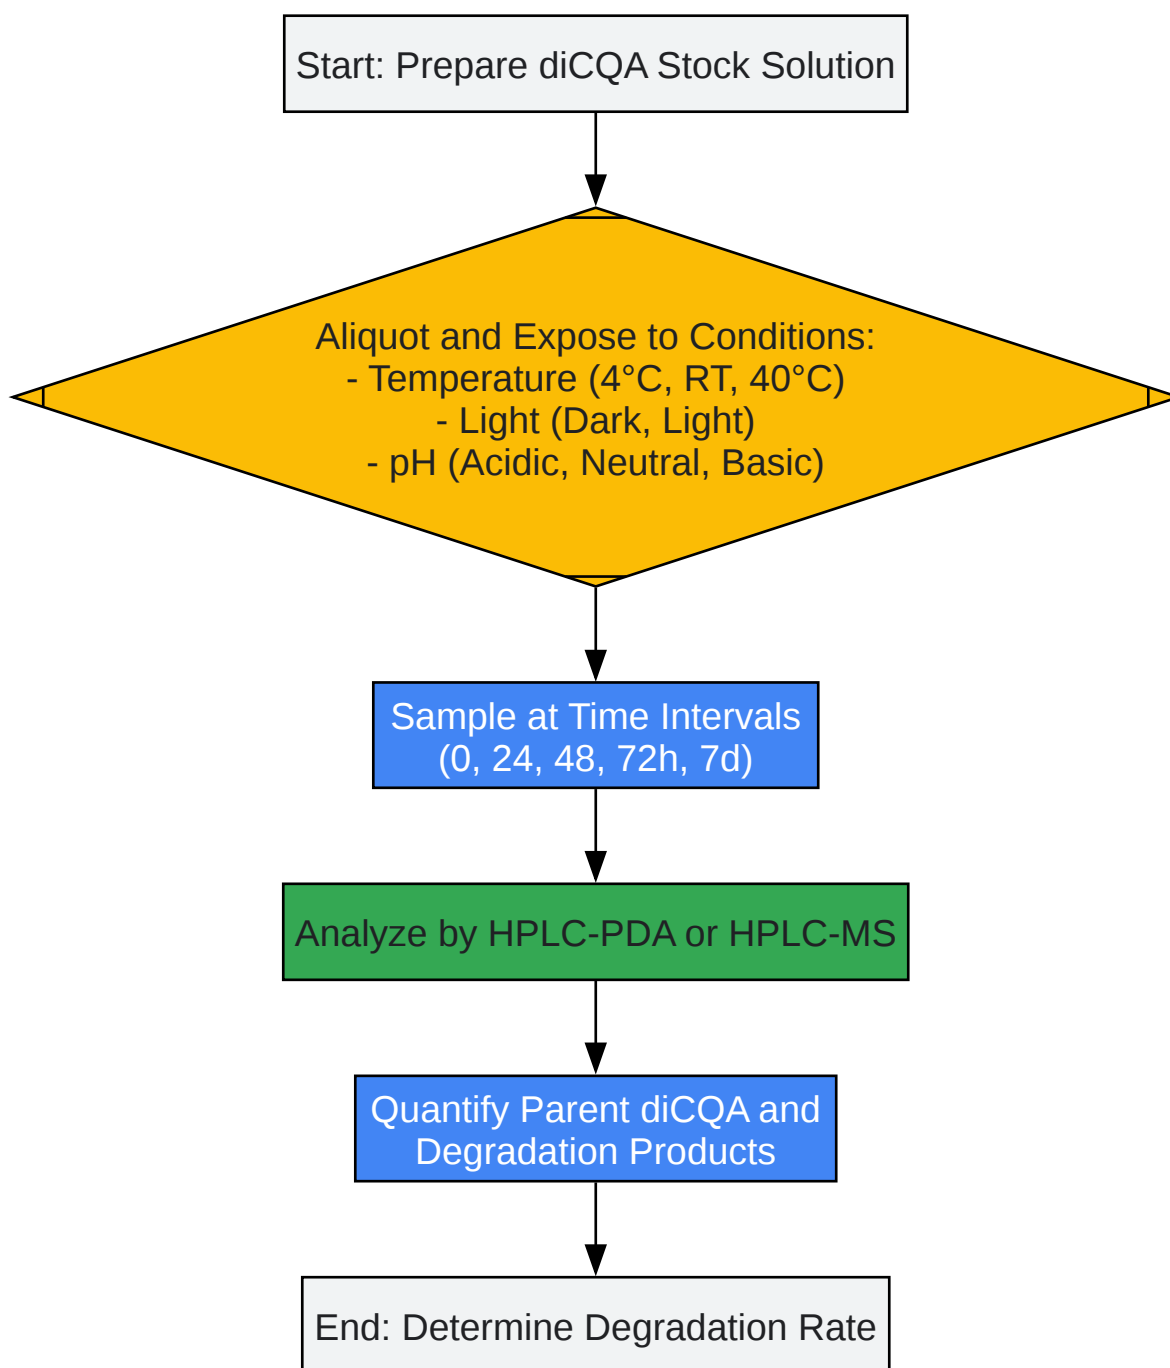 Start: Prepare diCQA Stock Solution
Aliquot and Expose to Conditions:
- Temperature (4°C, RT, 40°C)
- Light (Dark, Light)
- pH (Acidic, Neutral, Basic)
Sample at Time Intervals
(0, 24, 48, 72h, 7d)
Analyze by HPLC-PDA or HPLC-MS
Quantify Parent diCQA and
Degradation Products
End: Determine Degradation Rate